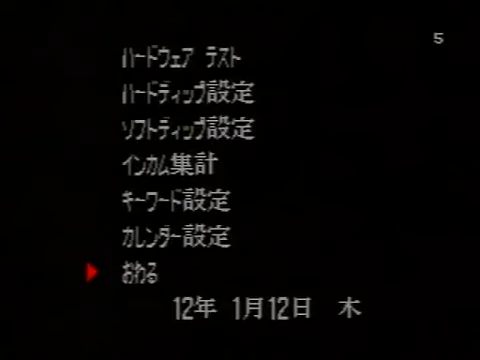 5
ハードウェア テスト
ハードディップ設定
ソフトディップ設定
インカム集計
キーワード設定
カレンダー設定
おわる
12年 1月12日 木